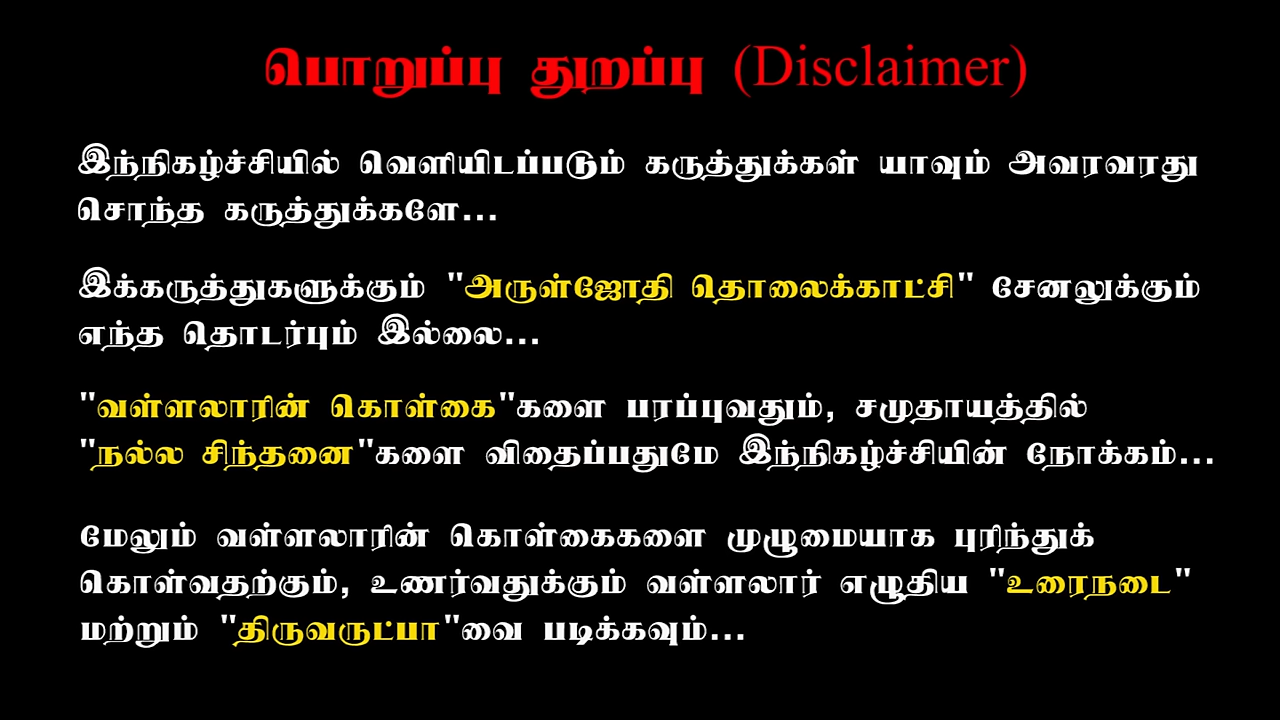 பொறுப்பு துறப்பு (Disclaimer)
இந்நிகழ்ச்சியில் வெளியிடப்படும் கருத்துக்கள் யாவும் அவரவரது
சொந்த கருத்துக்களே...
இக்கருத்துகளுக்கும் "அருள்ஜோதி தொலைக்காட்சி" சேனலுக்கும்
எந்த தொடர்பும் இல்லை...
"வள்ளலாரின் கொள்கை"களை பரப்புவதும், சமுதாயத்தில்
"நல்ல சிந்தனை"களை விதைப்பதுமே இந்நிகழ்ச்சியின் நோக்கம்...
மேலும் வள்ளலாரின் கொள்கைகளை முழுமையாக புரிந்துக்
கொள்வதற்கும், உணர்வதுக்கும் வள்ளலார் எழுதிய "உரைநடை"
மற்றும் "திருவருட்பா"வை படிக்கவும்...